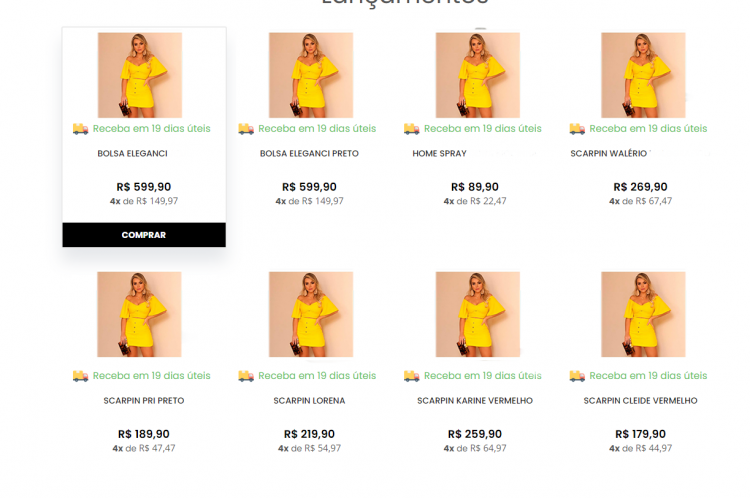 Lançamentos
Receba em 19 dias úteis
BOLSA ELEGANCI
R$ 599,90
4x de R$ 149,97
COMPRAR
Receba em 19 dias úteis
BOLSA ELEGANCI PRETO
R$ 599,90
4x de R$ 149,97
Receba em 19 dias úteis
HOME SPRAY
R$ 89,90
4x de R$ 22,47
Receba em 19 dias úteis
SCARPIN WALÉRIO
R$ 269,90
4x de R$ 67,47
Receba em 19 dias úteis
SCARPIN PRI PRETO
R$ 189,90
4x de R$ 47,47
Receba em 19 dias úteis
SCARPIN LORENA
R$ 219,90
4x de R$ 54,97
Receba em 19 dias úteis
SCARPIN KARINE VERMELHO
R$ 259,90
4x de R$ 64,97
Receba em 19 dias úteis
SCARPIN CLEIDE VERMELHO
R$ 179,90
4x de R$ 44,97